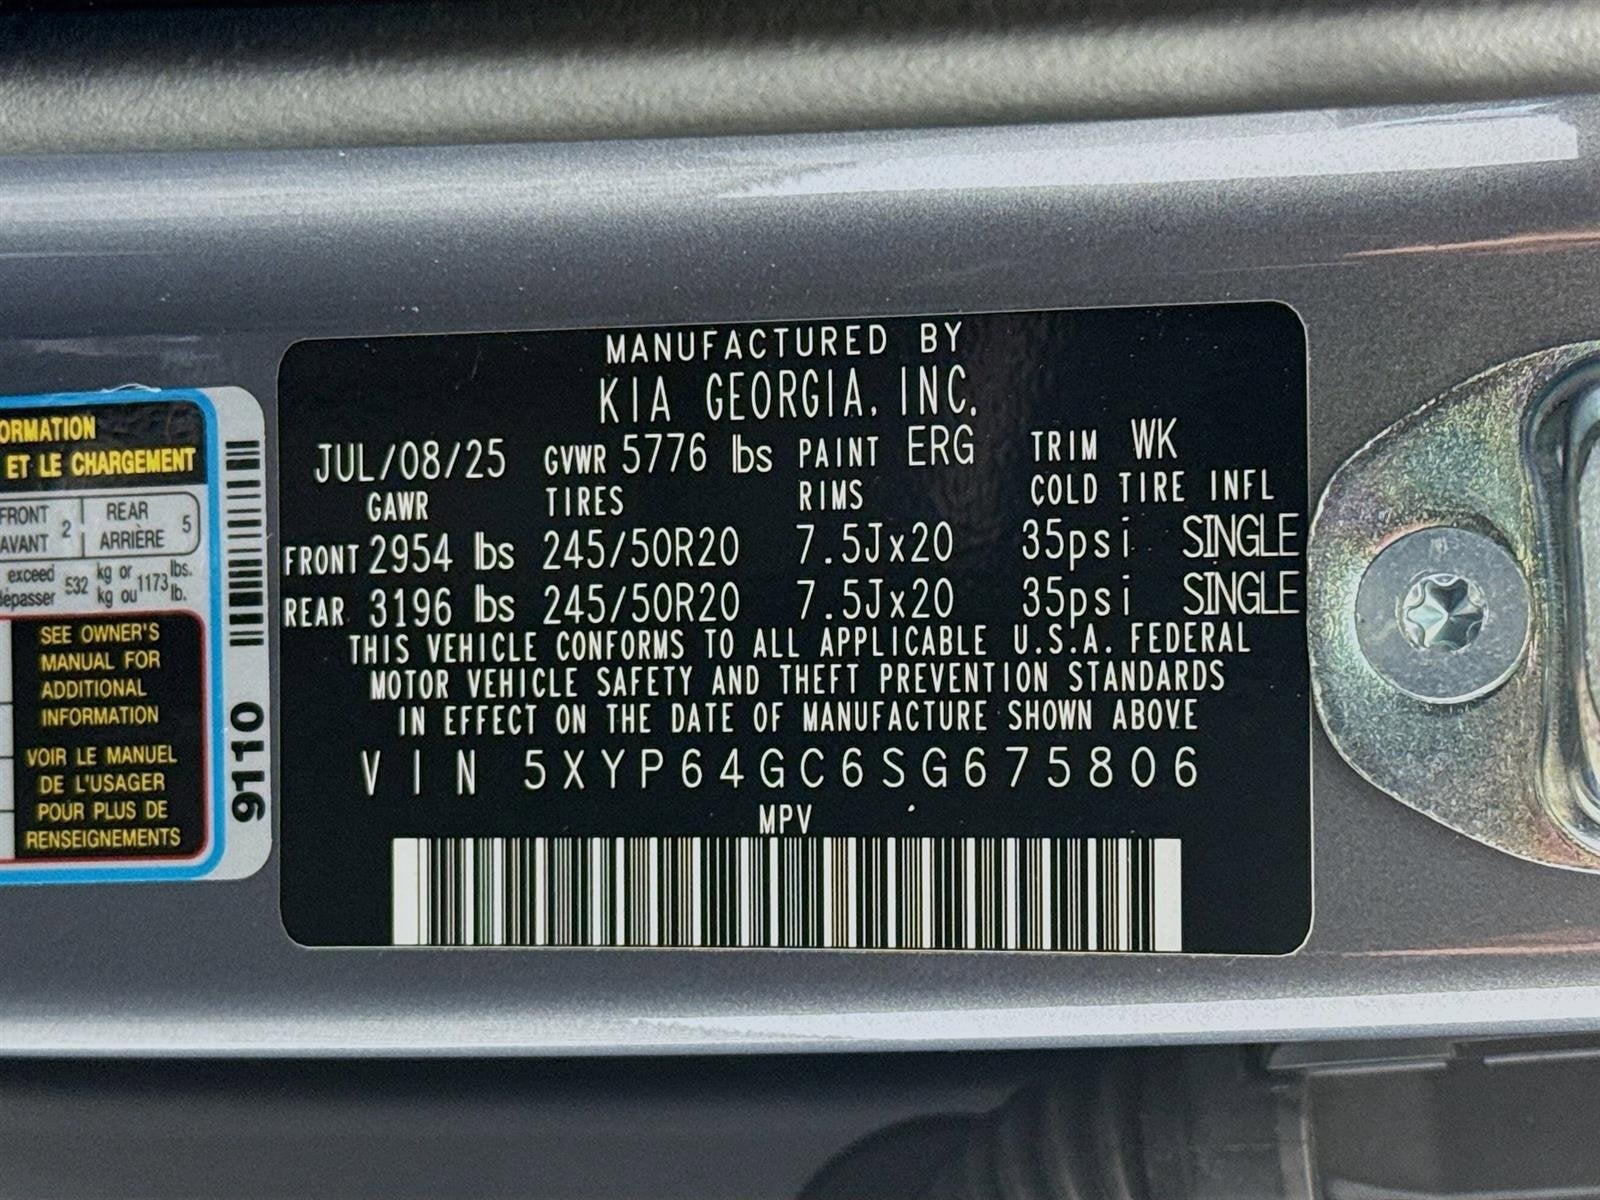 ORMATION
ET LE CHARGEMENT
FRONT 2 REAR 5
AVANT ARRIÈRE
exceed 532 kg or 1173 lbs.
dépasser kg ou lb.
SEE OWNER'S
MANUAL FOR
ADDITIONAL
INFORMATION
VOIR LE MANUEL
DE L'USAGER
POUR PLUS DE
RENSEIGNEMENTS
9110
MANUFACTURED BY
KIA GEORGIA, INC.
JUL/08/25 GVWR 5776 lbs PAINT ERG TRIM WK
GAWR TIRES RIMS COLD TIRE INFL
FRONT 2954 lbs 245/50R20 7.5Jx20 35psi SINGLE
REAR 3196 lbs 245/50R20 7.5Jx20 35psi SINGLE
THIS VEHICLE CONFORMS TO ALL APPLICABLE U.S.A. FEDERAL
MOTOR VEHICLE SAFETY AND THEFT PREVENTION STANDARDS
IN EFFECT ON THE DATE OF MANUFACTURE SHOWN ABOVE
VIN 5XYP64GC6SG675806
MPV